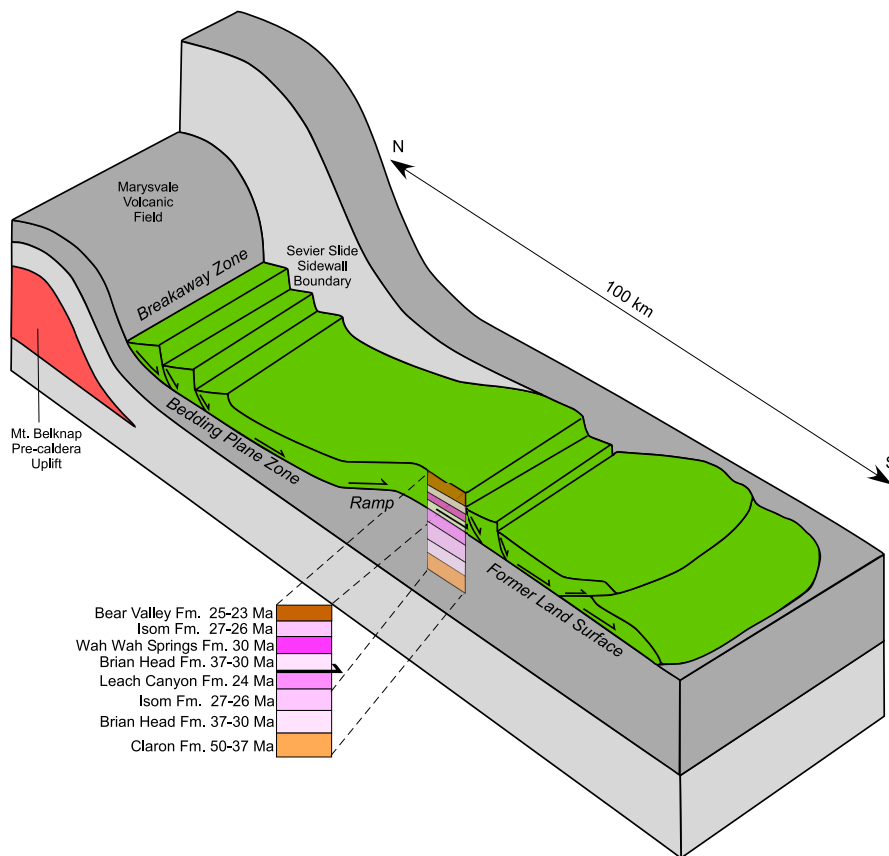 N
Marysvale
Volcanic
Field
Breakaway Zone
Sevier Slide
Sidewall
Boundary
100 km
Mt. Belknap
Pre-caldera
Uplift
Bedding Plane Zone
S
Ramp
Former Land Surface
Bear Valley Fm. 25-23 Ma
Isom Fm. 27-26 Ma
Wah Wah Springs Fm. 30 Ma
Brian Head Fm. 37-30 Ma
Leach Canyon Fm. 24 Ma
Isom Fm. 27-26 Ma
Brian Head Fm. 37-30 Ma
Claron Fm. 50-37 Ma